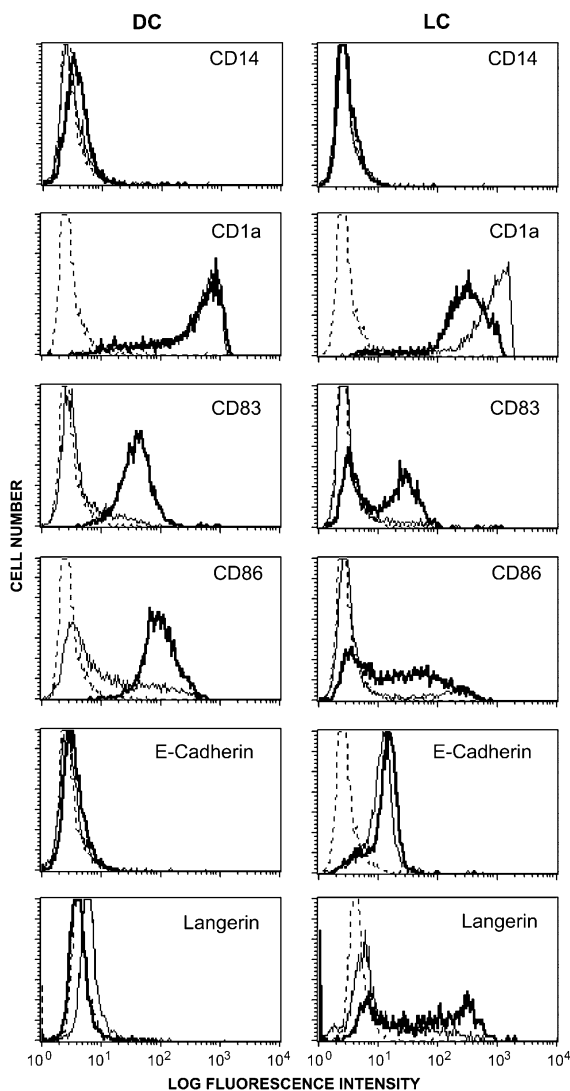 DC LC
CD14 CD14
CD1a CD1a
CD83 CD83
CELL NUMBER
CD86 CD86
E-Cadherin E-Cadherin
Langerin Langerin
10^0 10^1 10^2 10^3 10^4 10^0 10^1 10^2 10^3 10^4
LOG FLUORESCENCE INTENSITY